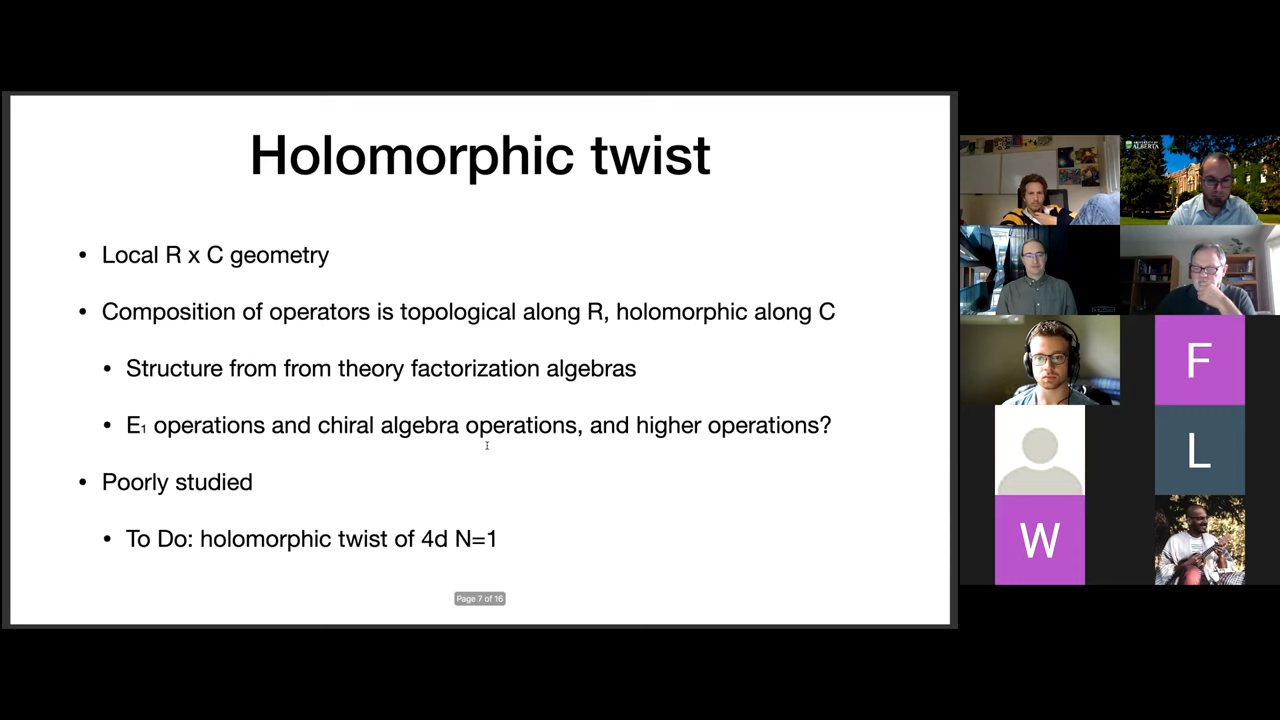 Holomorphic twist
• Local R x C geometry
• Composition of operators is topological along R, holomorphic along C
• Structure from from theory factorization algebras
• E₁ operations and chiral algebra operations, and higher operations?
• Poorly studied
• To Do: holomorphic twist of 4d N=1
Page 7 of 16
ALBERTA
F
L
W